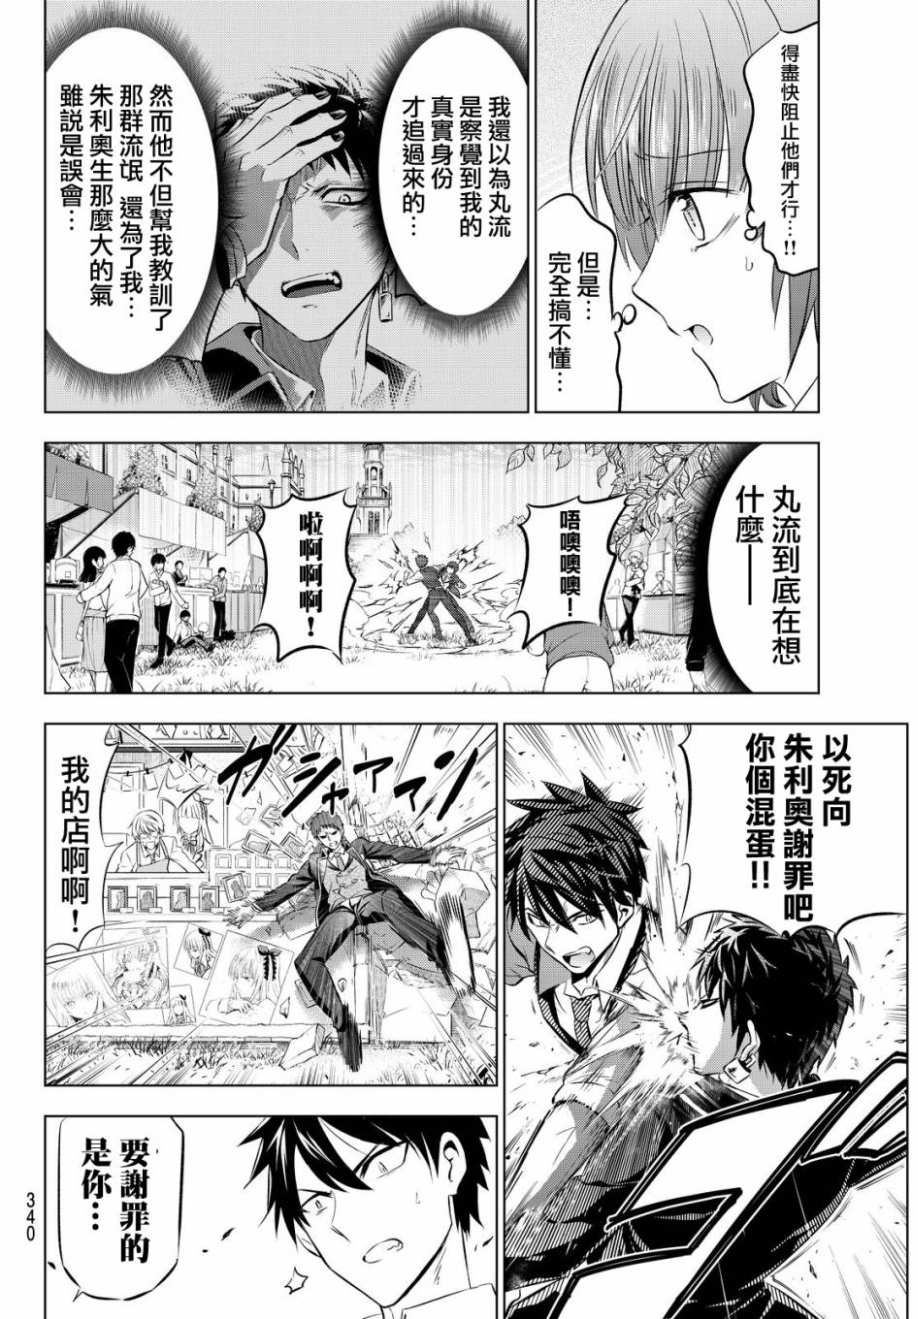 得盡快阻止他們才行…!!
但是…
完全搞不懂…
我還以為丸流
是察覺到我的
真實身份
才追過來的…
然而他不但幫我教訓了
那群流氓 還為了我…
朱利奧生那麼大的氣
雖說是誤會…
丸流到底在想
什麼——
唔噢噢噢！
啦啊啊啊！
以死向
朱利奧謝罪吧
你個混蛋!!
ガシャァァン
我的店啊啊！
要謝罪的
是你…
340